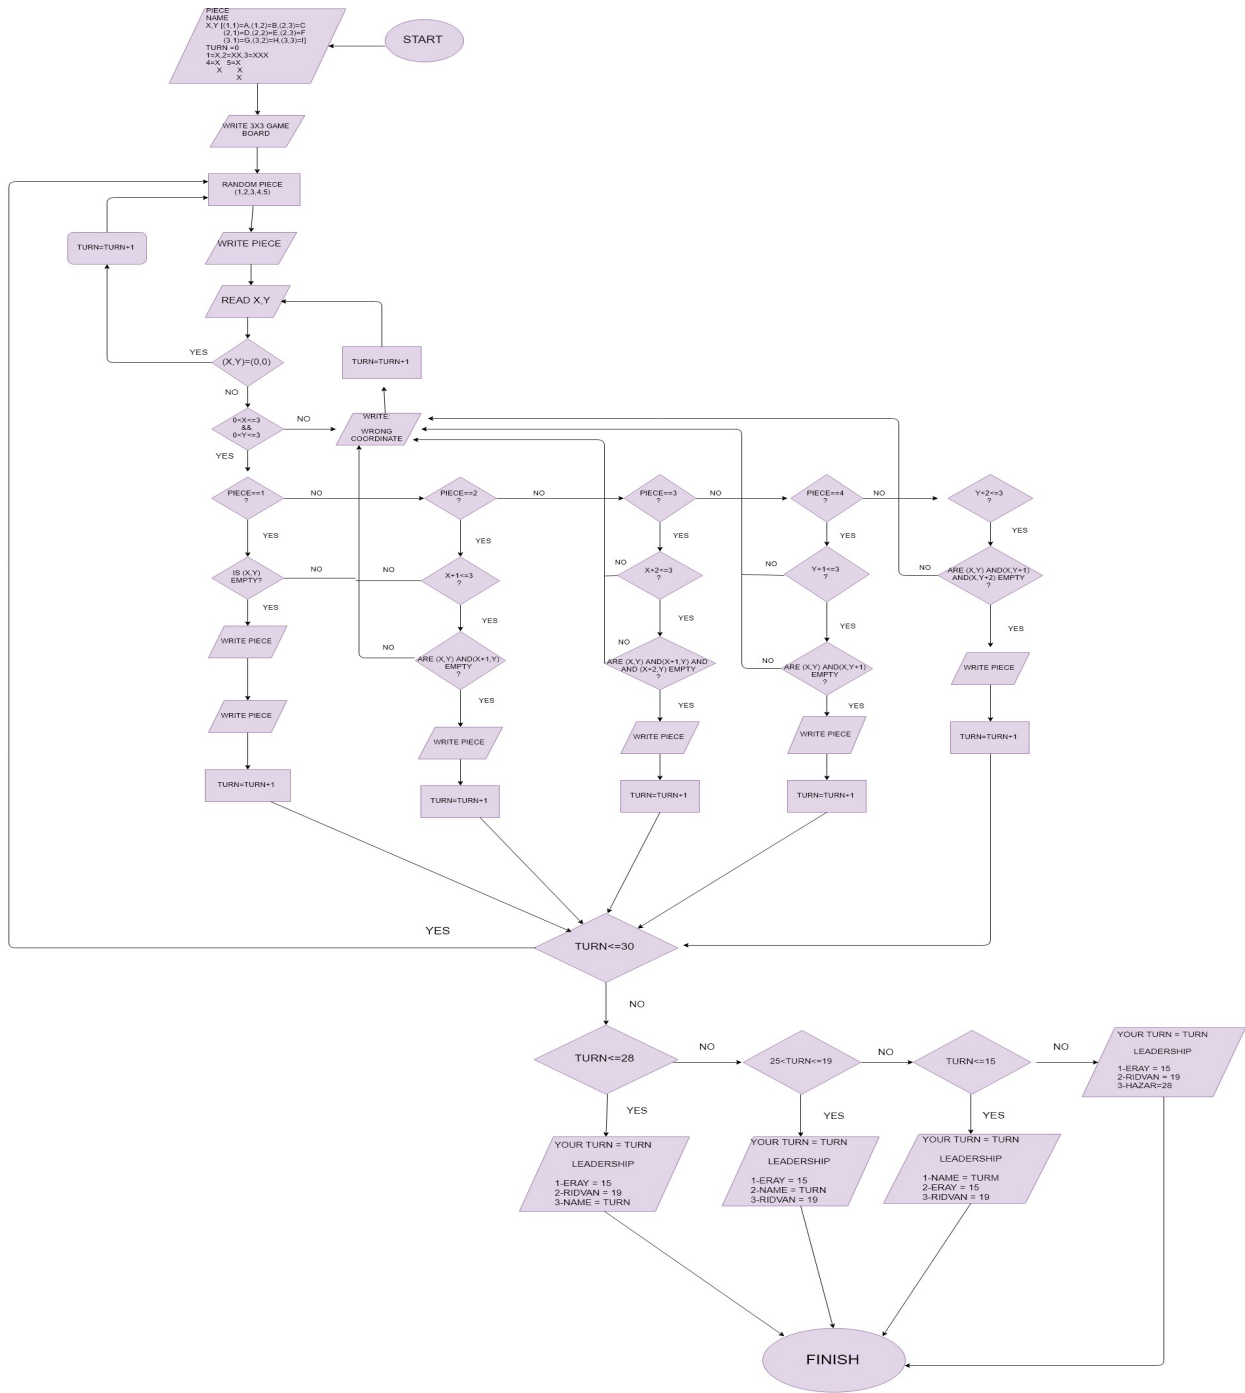 PIECE
NAME
X,Y [(1,1)=A,(1,2)=B,(2,3)=C
(2,1)=D,(2,2)=E,(2,3)=F
(3,1)=G,(3,2)=H,(3,3)=I]
TURN =0
1=X,2=XX,3=XXX
4=X 5=X
X X
X
START
WRITE 3X3 GAME
BOARD
RANDOM PIECE
(1,2,3,4,5)
TURN=TURN+1
WRITE PIECE
READ X,Y
YES
(X,Y)=(0,0)
TURN=TURN+1
NO
0<X<=3
&&
0<Y<=3
NO
WRITE:
WRONG
COORDINATE
YES
PIECE==1
?
NO
PIECE==2
?
NO
PIECE==3
?
NO
PIECE==4
?
NO
Y+2<=3
?
YES
YES
YES
YES
YES
IS (X,Y)
EMPTY?
NO
NO
X+1<=3
?
NO
X+2<=3
?
NO
Y+1<=3
?
NO
ARE (X,Y) AND(X,Y+1)
AND(X,Y+2) EMPTY
?
YES
YES
YES
YES
YES
WRITE PIECE
NO
ARE (X,Y) AND(X+1,Y)
EMPTY
?
NO
ARE (X,Y) AND(X+1,Y) AND
AND (X+2,Y) EMPTY
?
NO
ARE (X,Y) AND(X,Y+1)
EMPTY
?
WRITE PIECE
YES
YES
YES
WRITE PIECE
WRITE PIECE
WRITE PIECE
WRITE PIECE
TURN=TURN+1
TURN=TURN+1
TURN=TURN+1
TURN=TURN+1
TURN=TURN+1
YES
TURN<=30
NO
TURN<=28
NO
25<TURN<=19
NO
TURN<=15
NO
YOUR TURN = TURN
LEADERSHIP
1-ERAY = 15
2-RIDVAN = 19
3-HAZAR=28
YES
YES
YES
YOUR TURN = TURN
LEADERSHIP
1-ERAY = 15
2-RIDVAN = 19
3-NAME = TURN
YOUR TURN = TURN
LEADERSHIP
1-ERAY = 15
2-NAME = TURN
3-RIDVAN = 19
YOUR TURN = TURN
LEADERSHIP
1-NAME = TURM
2-ERAY = 15
3-RIDVAN = 19
FINISH